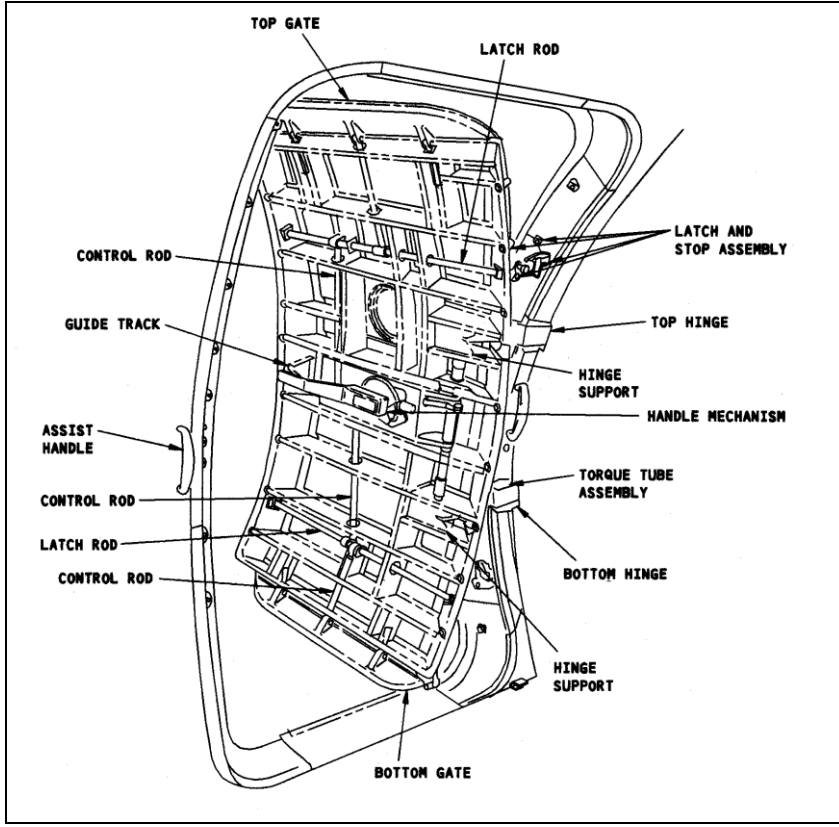 TOP GATE
LATCH ROD
LATCH AND
STOP ASSEMBLY
CONTROL ROD
TOP HINGE
GUIDE TRACK
HINGE
SUPPORT
HANDLE MECHANISM
ASSIST
HANDLE
TORQUE TUBE
ASSEMBLY
CONTROL ROD
LATCH ROD
BOTTOM HINGE
CONTROL ROD
HINGE
SUPPORT
BOTTOM GATE